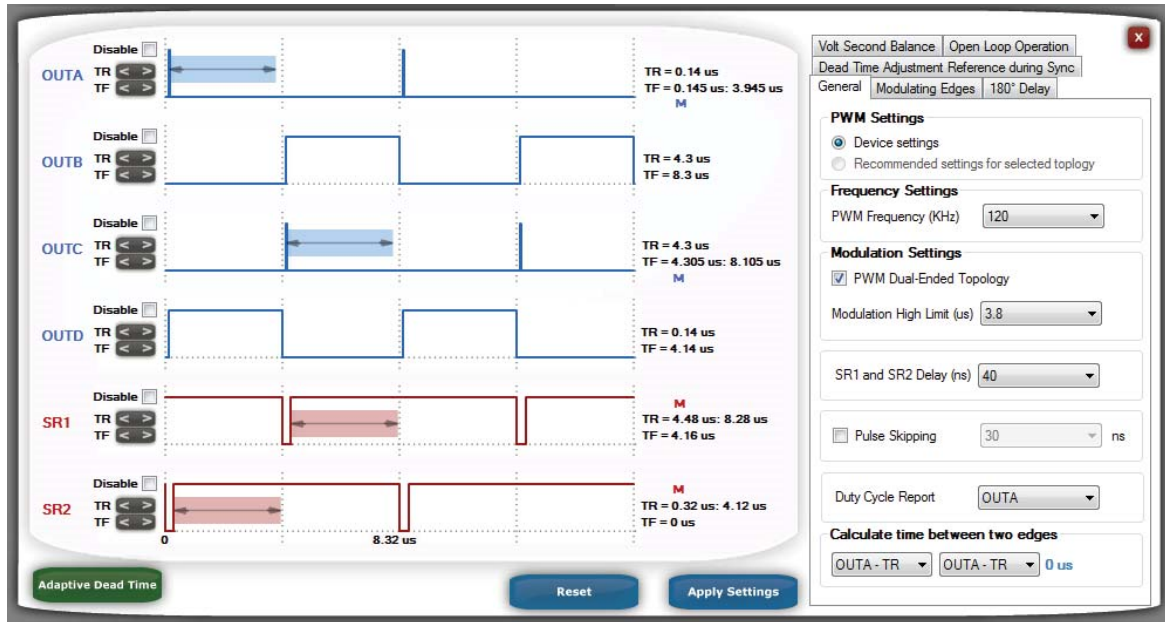 Disable
OUTA TR < >
TF < >
TR = 0.14 us
TF = 0.145 us: 3.945 us
M
Disable
OUTB TR < >
TF < >
TR = 4.3 us
TF = 8.3 us
Disable
OUTC TR < >
TF < >
TR = 4.3 us
TF = 4.305 us: 8.105 us
M
Disable
OUTD TR < >
TF < >
TR = 0.14 us
TF = 4.14 us
Disable
SR1 TR < >
TF < >
M
TR = 4.48 us: 8.28 us
TF = 4.16 us
Disable
SR2 TR < >
TF < >
M
TR = 0.32 us: 4.12 us
TF = 0 us
0 8.32 us
Adaptive Dead Time Reset Apply Settings
X
Volt Second Balance Open Loop Operation
Dead Time Adjustment Reference during Sync
General Modulating Edges 180° Delay
PWM Settings
Device settings
Recommended settings for selected toplogy
Frequency Settings
PWM Frequency (KHz) 120
Modulation Settings
PWM Dual-Ended Topology
Modulation High Limit (us) 3.8
SR1 and SR2 Delay (ns) 40
Pulse Skipping 30 ns
Duty Cycle Report OUTA
Calculate time between two edges
OUTA - TR OUTA - TR 0 us